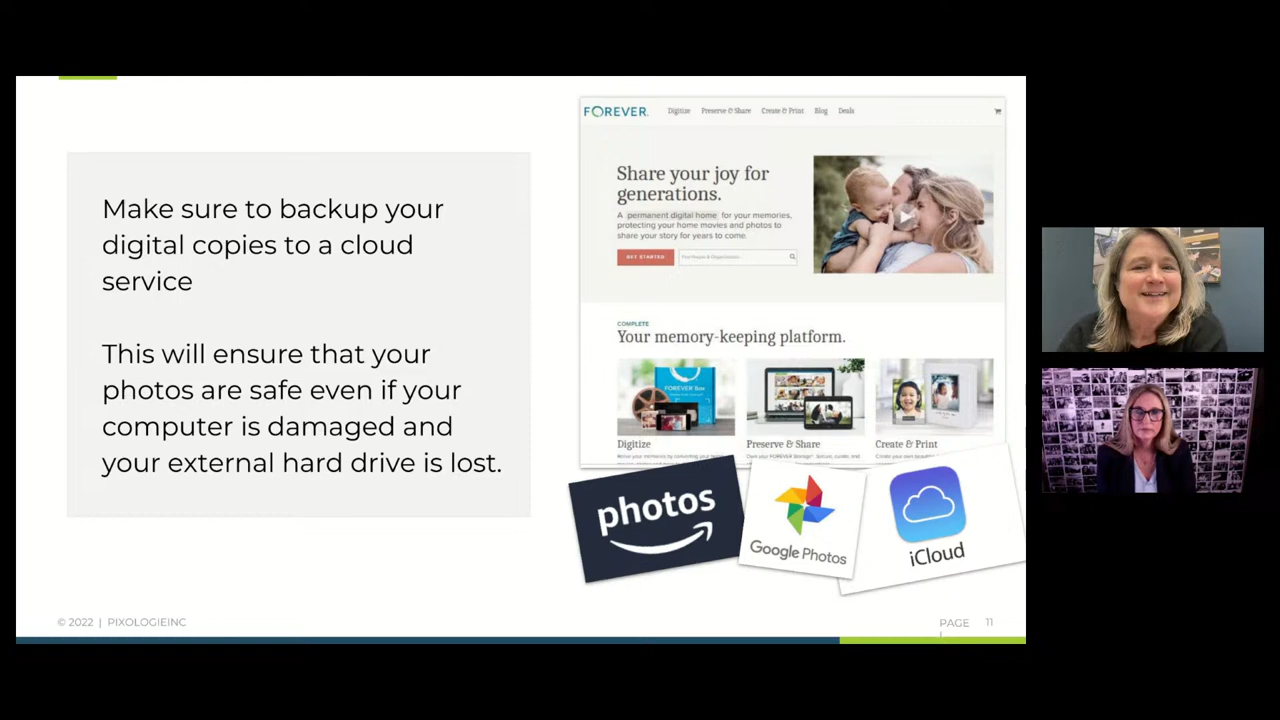 Make sure to backup your
digital copies to a cloud
service
This will ensure that your
photos are safe even if your
computer is damaged and
your external hard drive is lost.
FOREVER
Digitize Preserve & Share Create & Print Blog Deals
Share your joy for
generations.
A permanent digital home for your memories,
protecting your home movies and photos to
share your story for years to come.
GET STARTED
COMPLETE
Your memory-keeping platform.
FOREVER Box
Digitize
Preserve & Share
Create & Print
photos
Google Photos
iCloud
© 2022 | PIXOLOGIEINC
PAGE 11